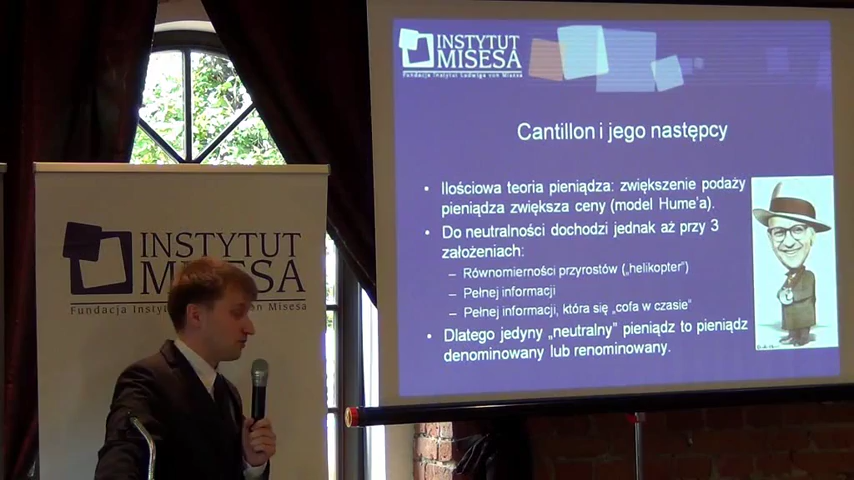 INSTYTUT
MISESA
Fundacja Instytut Ludwiga von Misesa
Cantillon i jego następcy
• Ilościowa teoria pieniądza: zwiększenie podaży
pieniądza zwiększa ceny (model Hume'a).
• Do neutralności dochodzi jednak aż przy 3
założeniach:
– Równomierności przyrostów („helikopter”)
– Pełnej informacji
– Pełnej informacji, która się „cofa w czasie”
• Dlatego jedyny „neutralny” pieniądz to pieniądz
denominowany lub renominowany.
INSTYTUT
MISESA
Fundacja Misesa